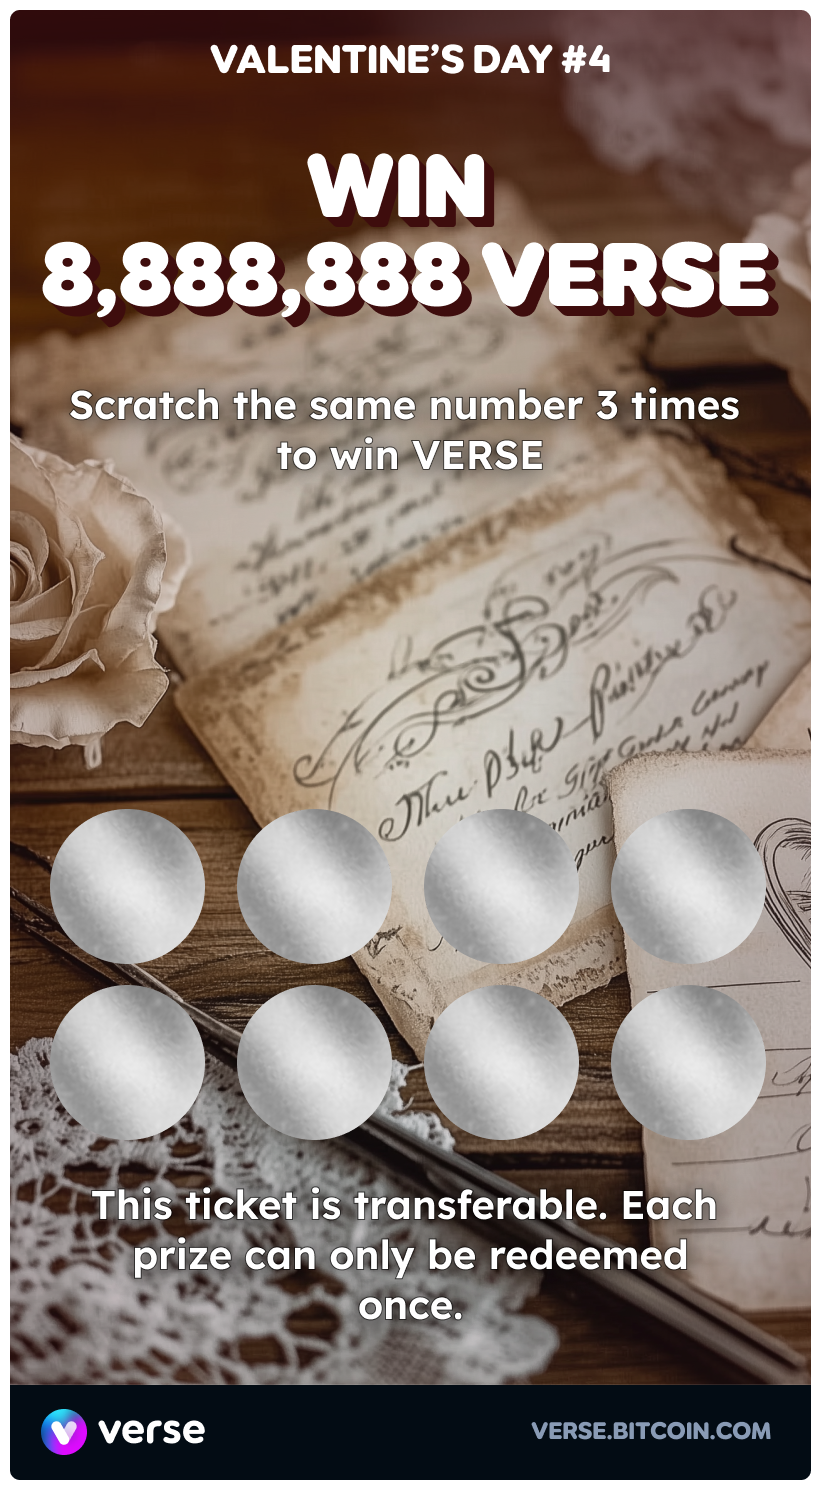 VALENTINE’S DAY #4
WIN
8,888,888 VERSE
Scratch the same number 3 times
to win VERSE
This ticket is transferable. Each
prize can only be redeemed
once.
verse
VERSE.BITCOIN.COM